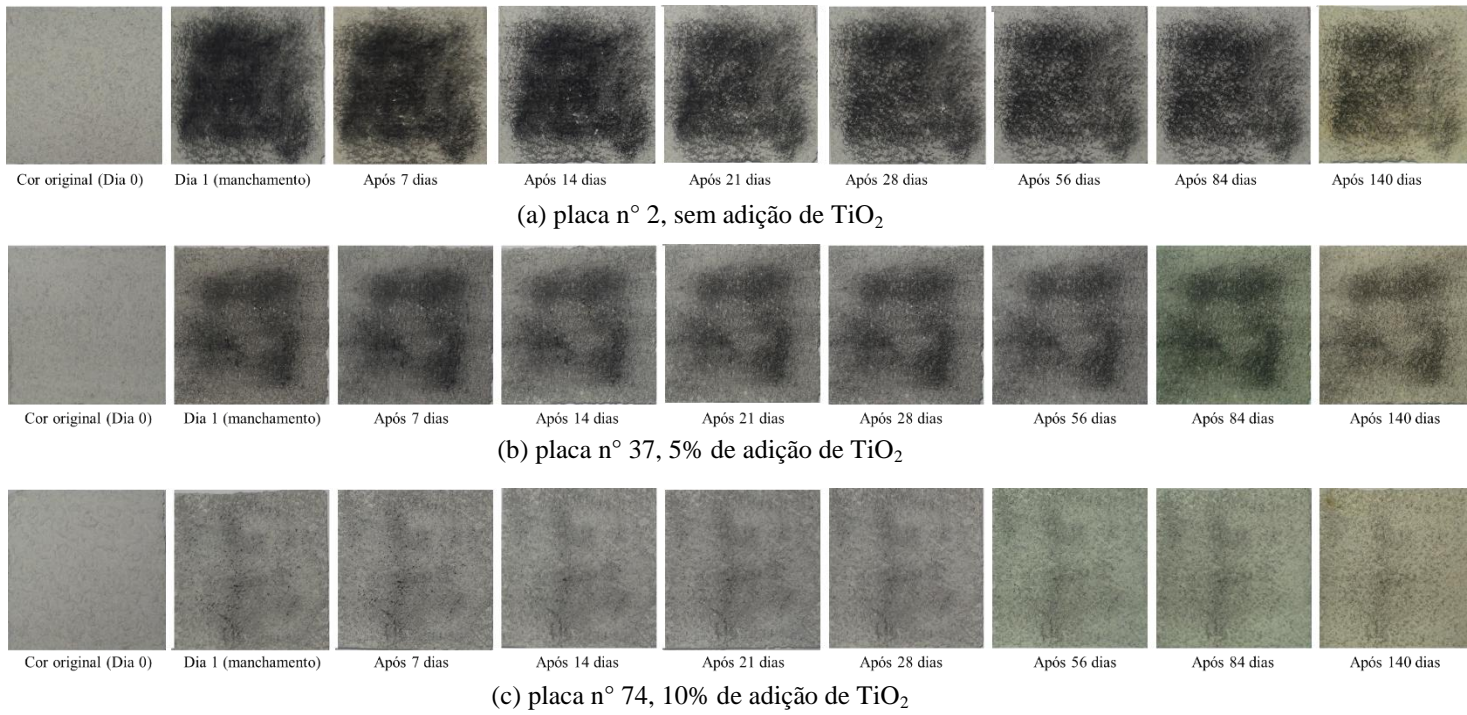 Cor original (Dia 0) Dia 1 (manchamento) Após 7 dias Após 14 dias Após 21 dias Após 28 dias Após 56 dias Após 84 dias Após 140 dias
(a) placa n° 2, sem adição de TiO₂
Cor original (Dia 0) Dia 1 (manchamento) Após 7 dias Após 14 dias Após 21 dias Após 28 dias Após 56 dias Após 84 dias Após 140 dias
(b) placa n° 37, 5% de adição de TiO₂
Cor original (Dia 0) Dia 1 (manchamento) Após 7 dias Após 14 dias Após 21 dias Após 28 dias Após 56 dias Após 84 dias Após 140 dias
(c) placa n° 74, 10% de adição de TiO₂